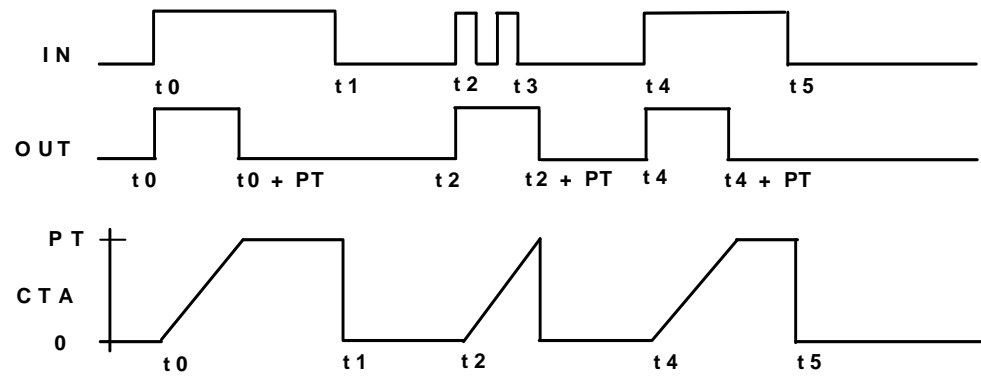 IN
t0 t1 t2 t3 t4 t5
OUT
t0 t0 + PT t2 t2 + PT t4 t4 + PT
PT
CTA
0
t0 t1 t2 t4 t5